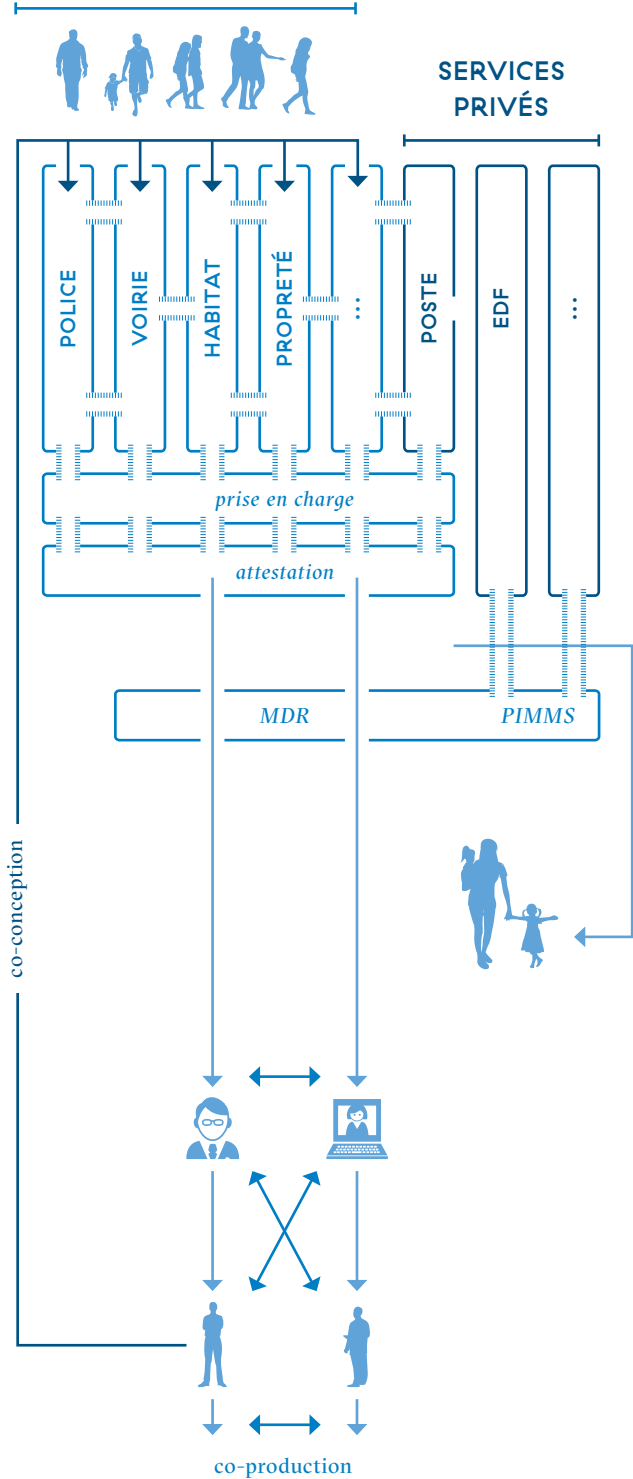 SERVICES
PRIVÉS
POLICE
VOIRIE
HABITAT
PROPRETÉ
...
POSTE
EDF
...
prise en charge
attestation
MDR
PIMMS
co-conception
co-production